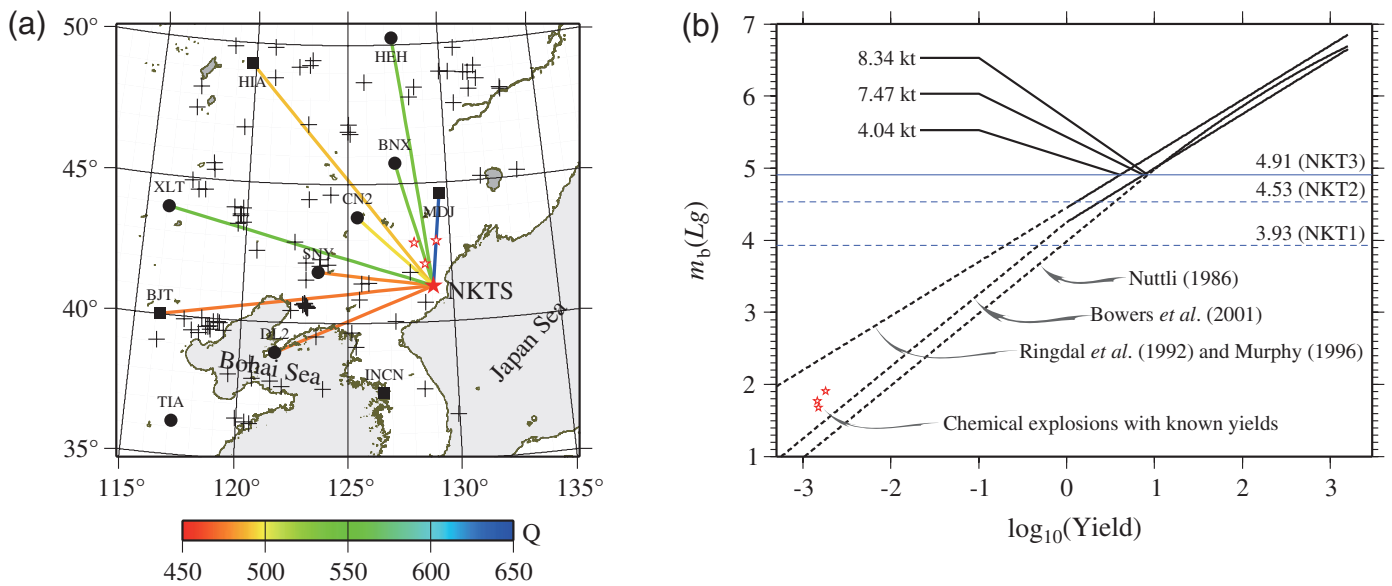 (a)
50°
45°
40°
35°
115°
120°
125°
130°
135°
HEH
HIA
BNX
XLT
CN2
MDJ
SNY
NKTS
BJT
DL2
Bohai Sea
Japan Sea
INCN
TIA
Q
450
500
550
600
650
(b)
7
6
5
4
3
2
1
mb(Lg)
8.34 kt
7.47 kt
4.04 kt
4.91 (NKT3)
4.53 (NKT2)
3.93 (NKT1)
Nuttli (1986)
Bowers et al. (2001)
Ringdal et al. (1992) and Murphy (1996)
Chemical explosions with known yields
-3
-2
-1
0
1
2
3
log10(Yield)